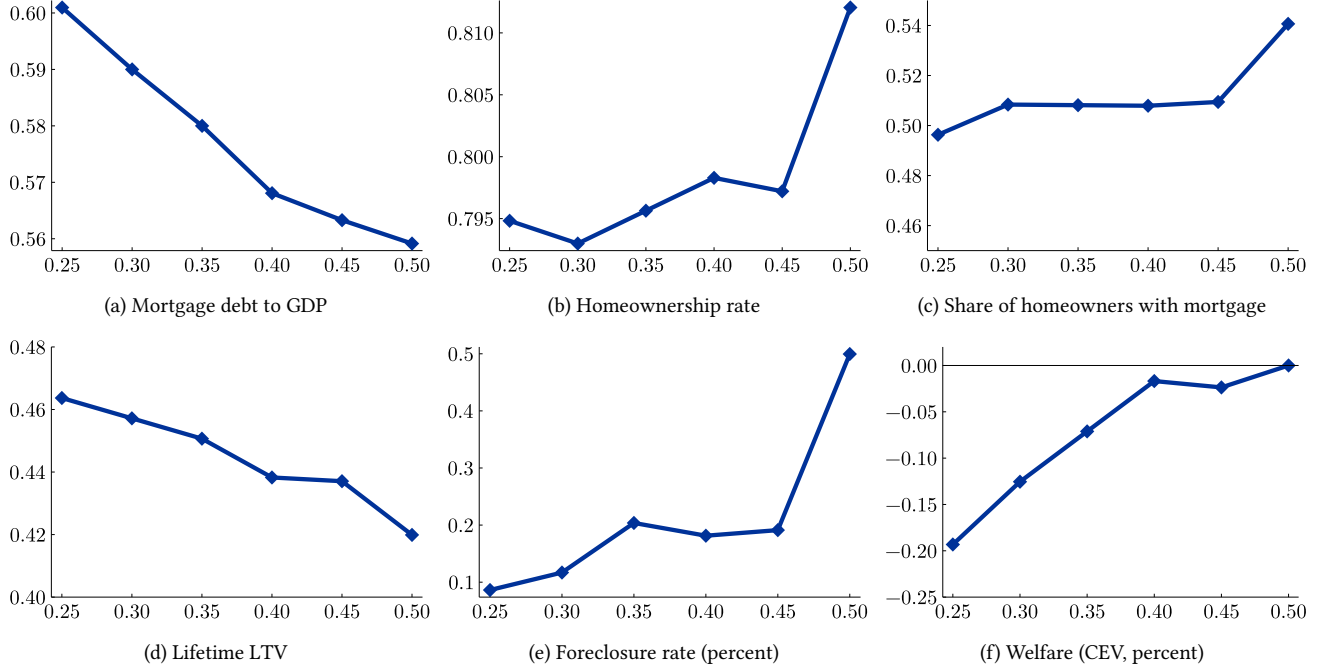 0.60
0.59
0.58
0.57
0.56
0.25 0.30 0.35 0.40 0.45 0.50
(a) Mortgage debt to GDP
0.810
0.805
0.800
0.795
0.25 0.30 0.35 0.40 0.45 0.50
(b) Homeownership rate
0.54
0.52
0.50
0.48
0.46
0.25 0.30 0.35 0.40 0.45 0.50
(c) Share of homeowners with mortgage
0.48
0.46
0.44
0.42
0.40
0.25 0.30 0.35 0.40 0.45 0.50
(d) Lifetime LTV
0.5
0.4
0.3
0.2
0.1
0.25 0.30 0.35 0.40 0.45 0.50
(e) Foreclosure rate (percent)
0.00
−0.05
−0.10
−0.15
−0.20
−0.25
0.25 0.30 0.35 0.40 0.45 0.50
(f) Welfare (CEV, percent)